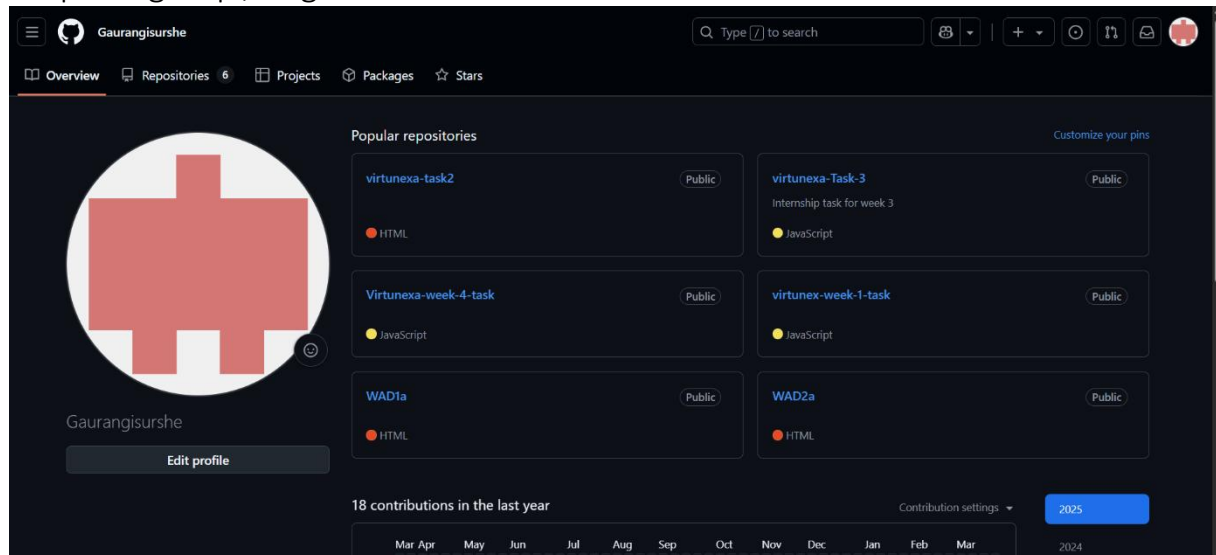 Gaurangisurshe
Type / to search
Overview Repositories 6 Projects Packages Stars
Popular repositories
Customize your pins
virtunexa-task2 Public
HTML
virtunexa-Task-3 Public
Internship task for week 3
JavaScript
Virtunexa-week-4-task Public
JavaScript
virtunex-week-1-task Public
JavaScript
WAD1a Public
HTML
WAD2a Public
HTML
Gaurangisurshe
Edit profile
18 contributions in the last year
Contribution settings
2025
2024
Mar Apr May Jun Jul Aug Sep Oct Nov Dec Jan Feb Mar